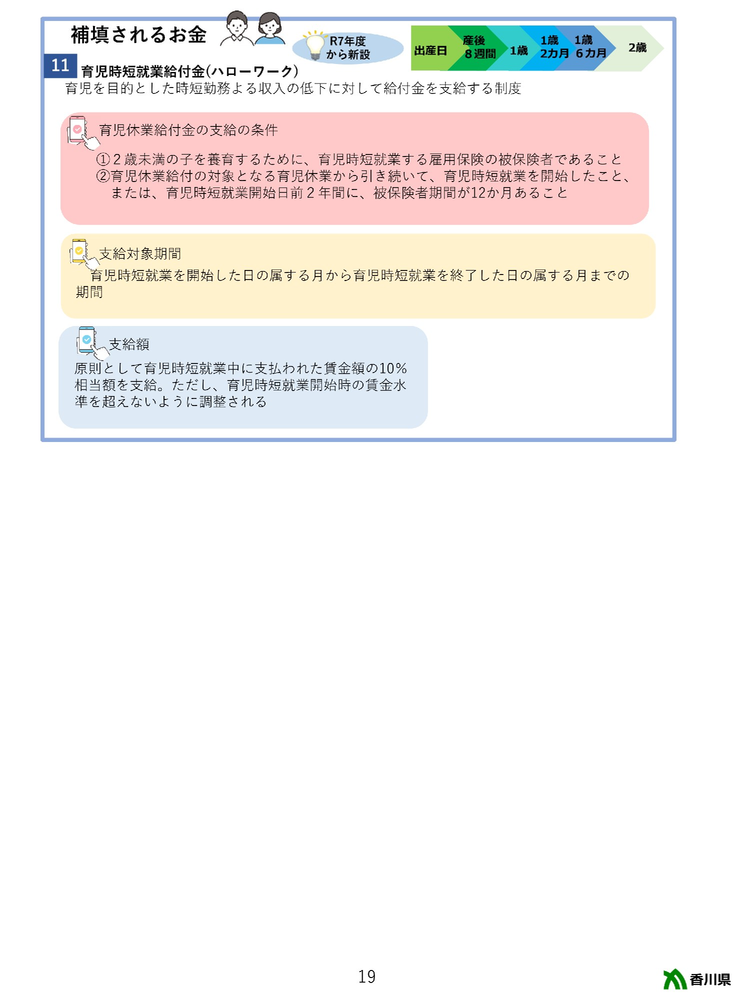 補填されるお金
R7年度
から新設
出産日
産後
８週間
1歳
1歳
2カ月
1歳
６カ月
2歳
11
育児時短就業給付金(ハローワーク)
育児を目的とした時短勤務よる収入の低下に対して給付金を支給する制度
育児休業給付金の支給の条件
①２歳未満の子を養育するために、育児時短就業する雇用保険の被保険者であること
②育児休業給付の対象となる育児休業から引き続いて、育児時短就業を開始したこと、
または、育児時短就業開始日前２年間に、被保険者期間が12か月あること
支給対象期間
育児時短就業を開始した日の属する月から育児時短就業を終了した日の属する月までの
期間
支給額
原則として育児時短就業中に支払われた賃金額の10％
相当額を支給。ただし、育児時短就業開始時の賃金水
準を超えないように調整される
19
香川県